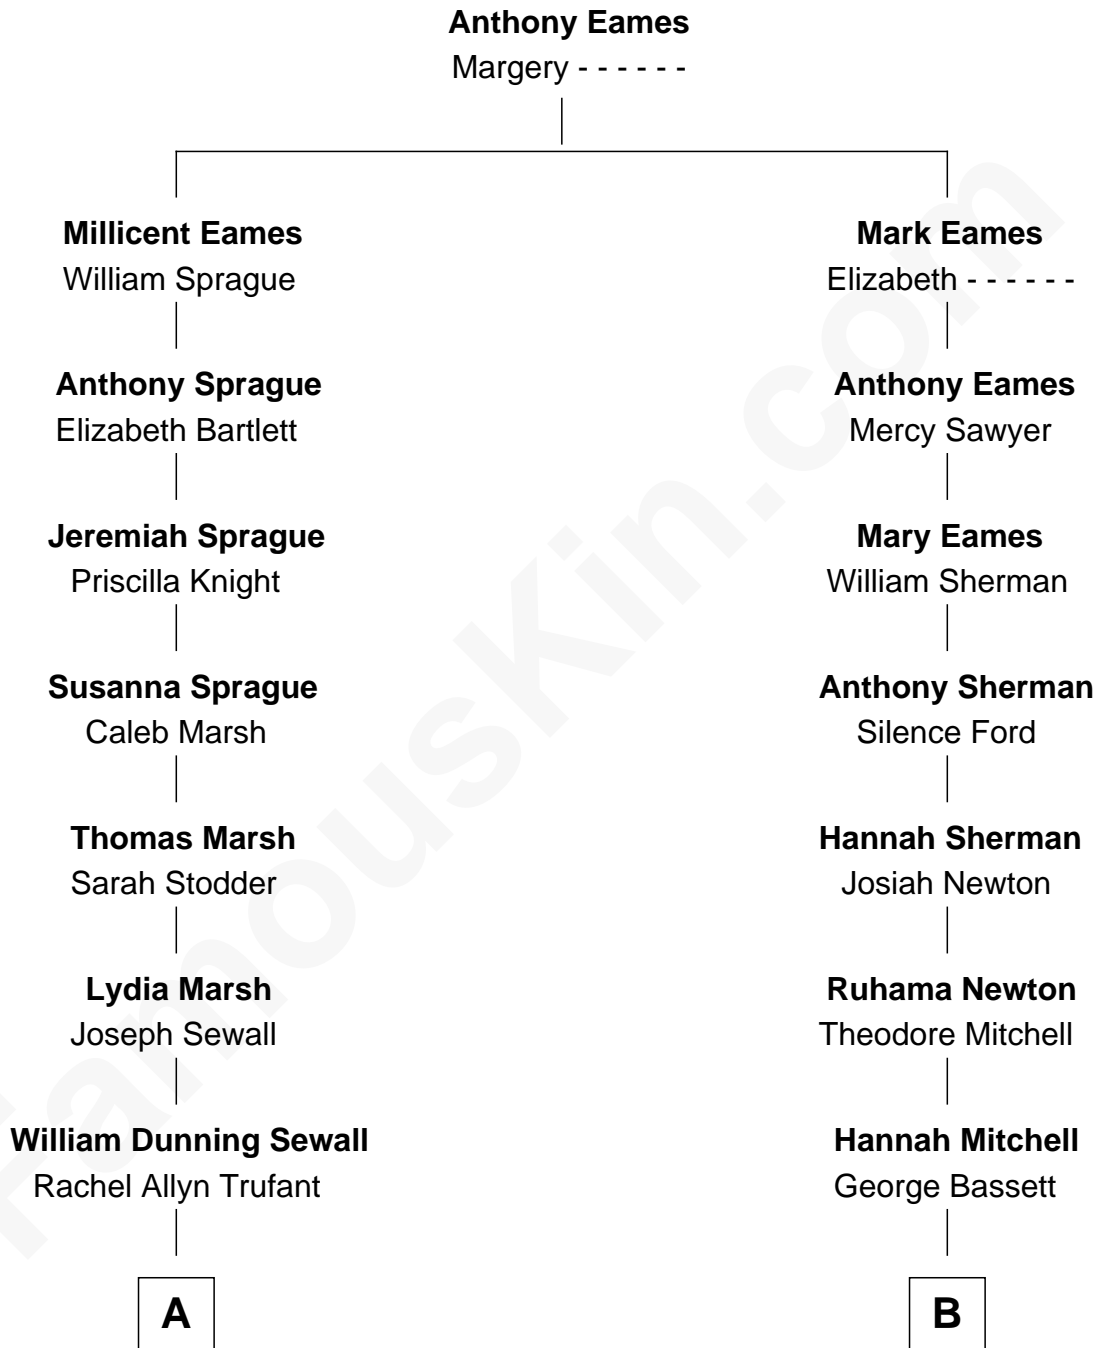 Anthony Eames
Margery - - - - - -
Millicent Eames
William Sprague
Mark Eames
Elizabeth - - - - - -
Anthony Sprague
Elizabeth Bartlett
Anthony Eames
Mercy Sawyer
Jeremiah Sprague
Priscilla Knight
Mary Eames
William Sherman
Susanna Sprague
Caleb Marsh
Anthony Sherman
Silence Ford
Thomas Marsh
Sarah Stodder
Hannah Sherman
Josiah Newton
Lydia Marsh
Joseph Sewall
Ruhama Newton
Theodore Mitchell
William Dunning Sewall
Rachel Allyn Trufant
Hannah Mitchell
George Bassett
A
B
FamousKin.com